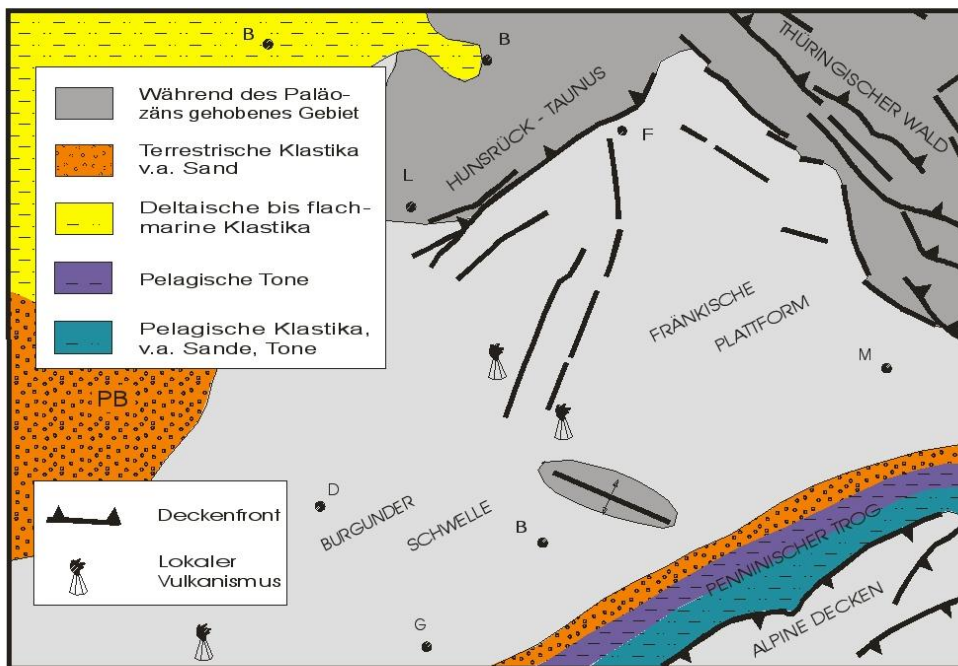 B
B
THÜRINGISCHER WALD
HUNSRÜCK - TAUNUS
F
L
Während des Paläo-
zäns gehobenes Gebiet
Terrestrische Klastika
v.a. Sand
Deltaische bis flach-
marine Klastika
Pelagische Tone
Pelagische Klastika,
v.a. Sande, Tone
FRÄNKISCHE
PLATTFORM
M
PB
D
BURGUNDER
SCHWELLE
B
Deckenfront
Lokaler
Vulkanismus
PENNINISCHER TROG
ALPINE DECKEN
G